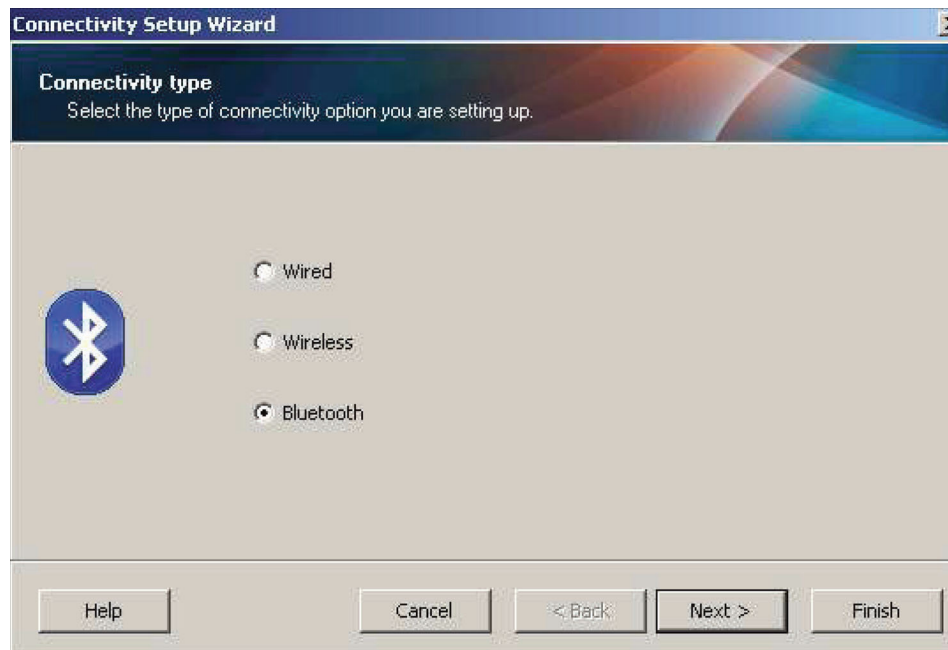 Connectivity Setup Wizard
Connectivity type
Select the type of connectivity option you are setting up.
Wired
Wireless
Bluetooth
Help
Cancel
< Back
Next >
Finish